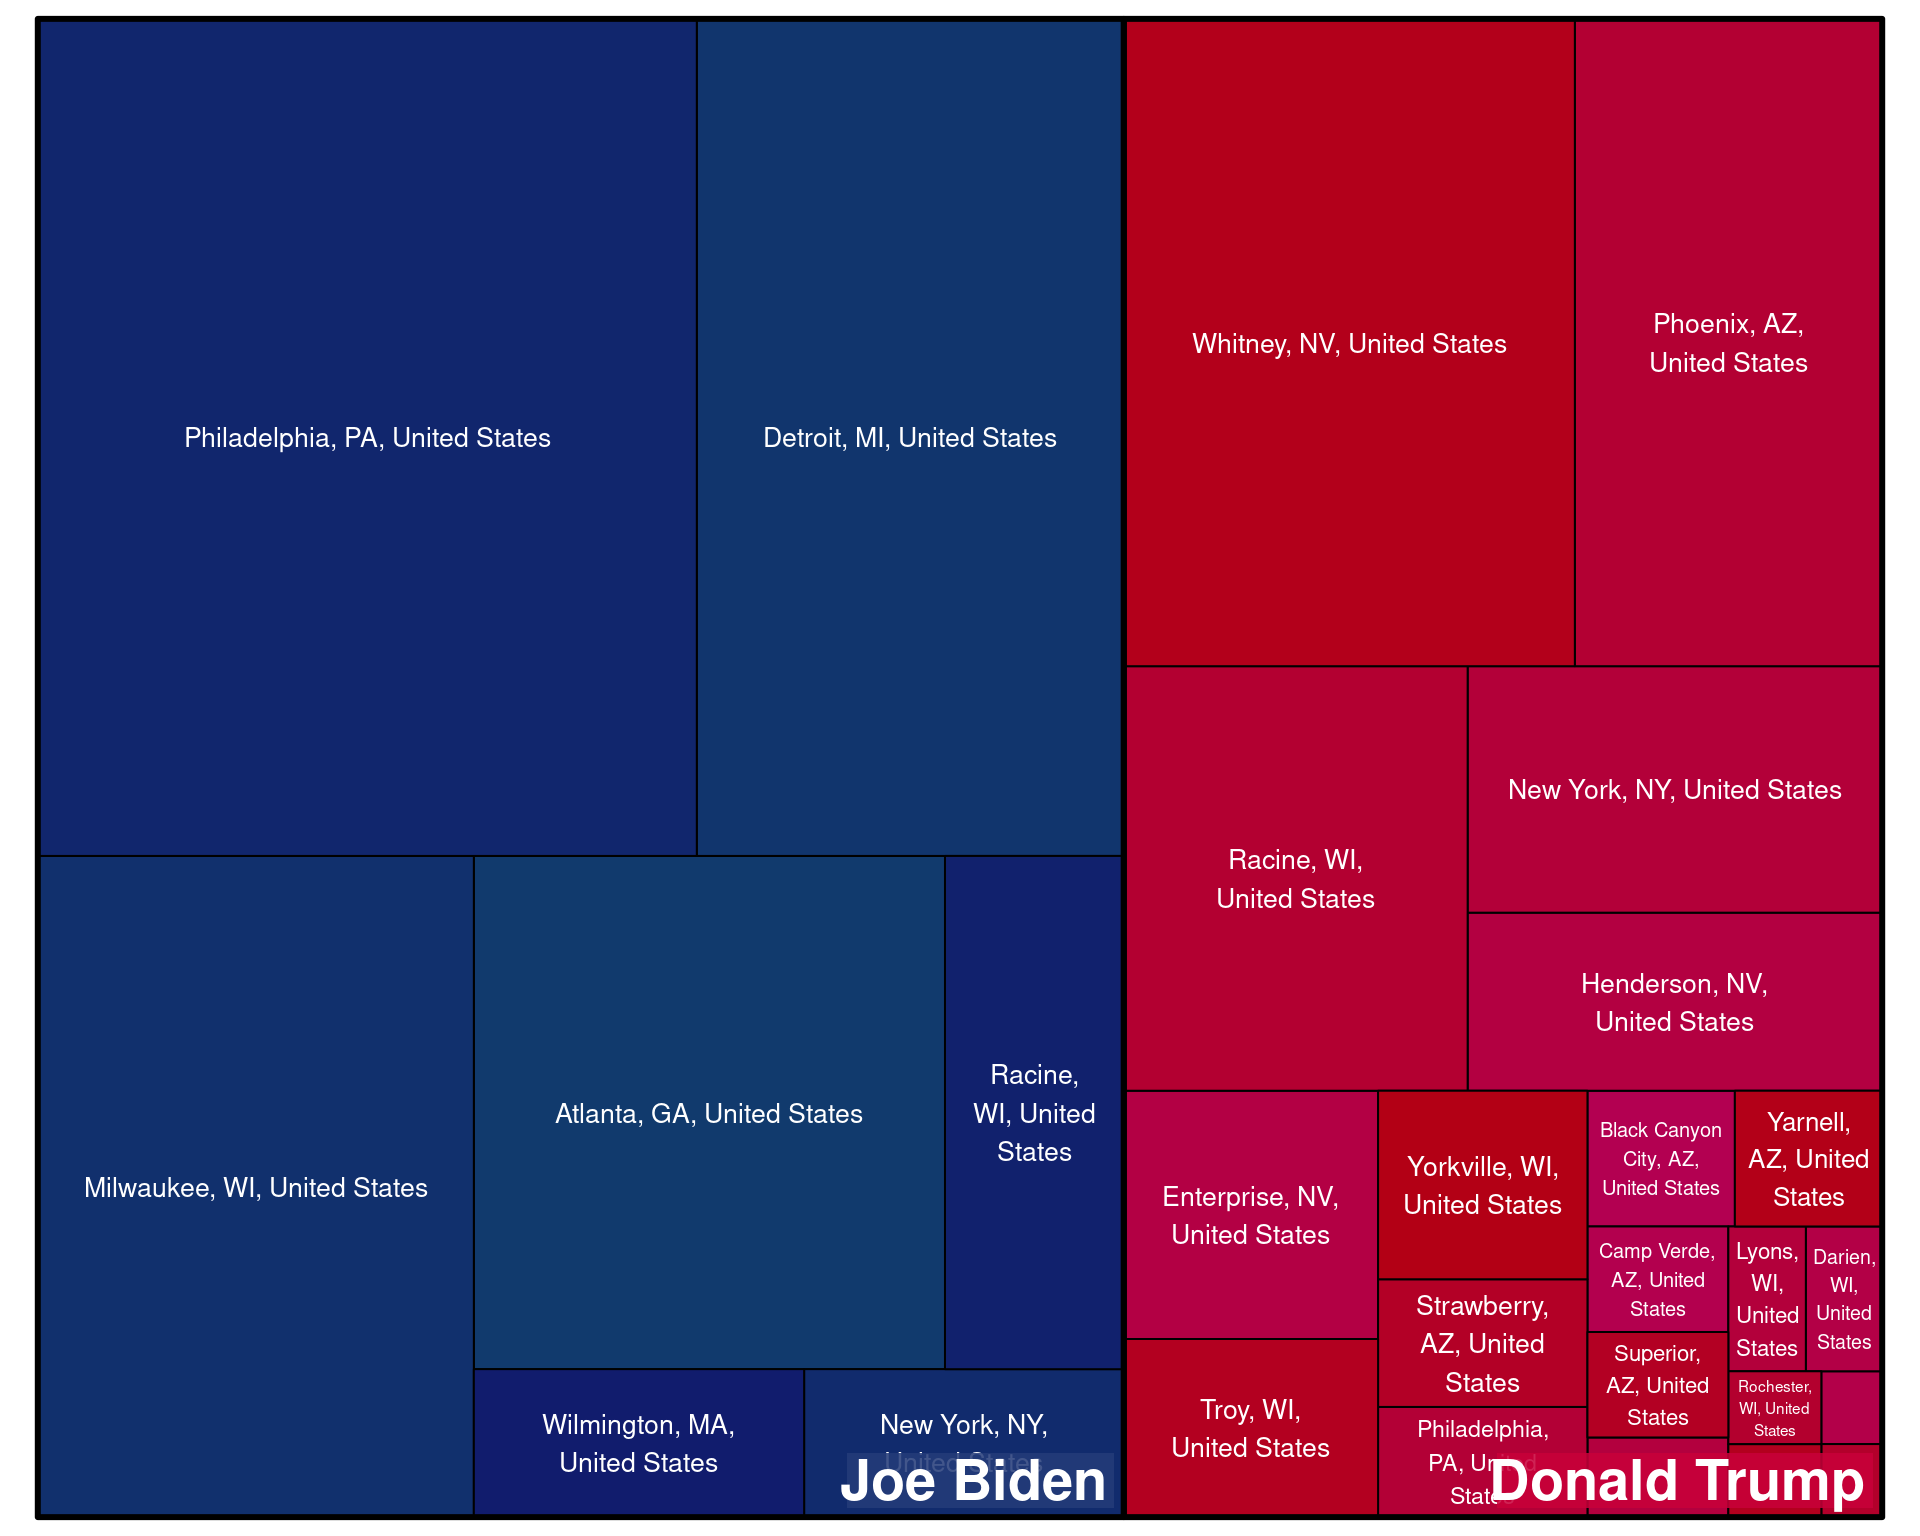 Philadelphia, PA, United States
Detroit, MI, United States
Milwaukee, WI, United States
Atlanta, GA, United States
Racine,
WI, United
States
Wilmington, MA,
United States
New York, NY,
United States
Joe Biden
Whitney, NV, United States
Phoenix, AZ,
United States
Racine, WI,
United States
New York, NY, United States
Henderson, NV,
United States
Enterprise, NV,
United States
Troy, WI,
United States
Yorkville, WI,
United States
Strawberry,
AZ, United
States
Philadelphia,
PA, United
States
Black Canyon
City, AZ,
United States
Yarnell,
AZ, United
States
Camp Verde,
AZ, United
States
Superior,
AZ, United
States
Lyons,
WI,
United
States
Darien,
WI,
United
States
Rochester,
WI, United
States
Donald Trump